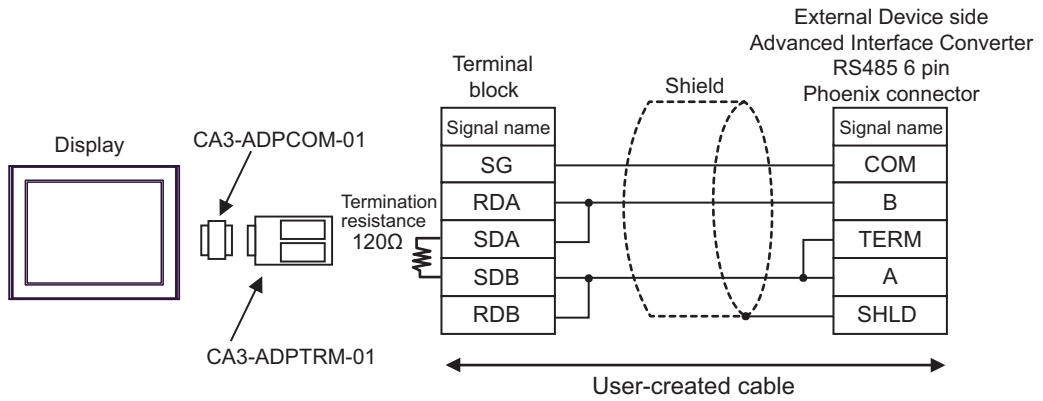 External Device side
Advanced Interface Converter
RS485 6 pin
Phoenix connector
Terminal
block
Shield
Display
CA3-ADPCOM-01
Termination
resistance
120Ω
CA3-ADPTRM-01
Signal name
SG
RDA
SDA
SDB
RDB
Signal name
COM
B
TERM
A
SHLD
User-created cable